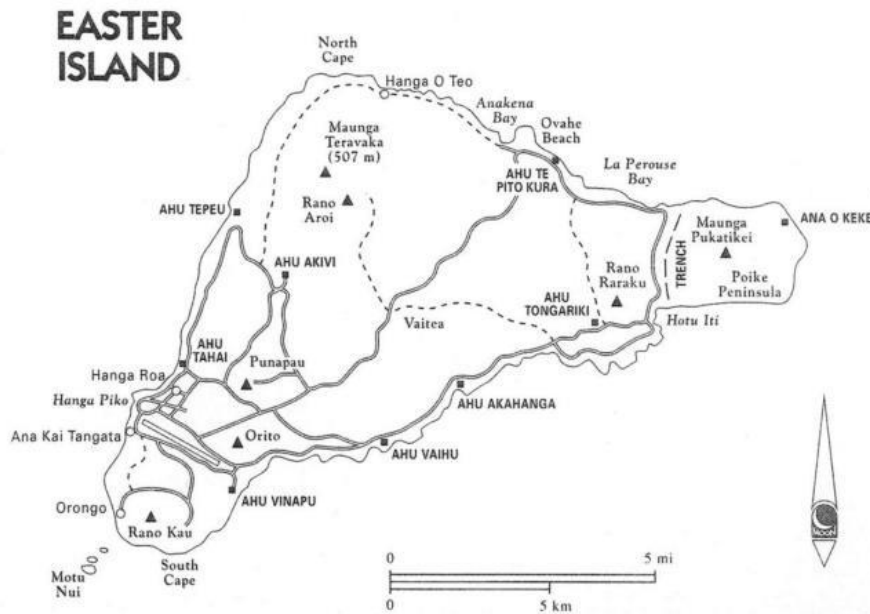 EASTER
ISLAND
North
Cape
Hanga O Teo
Anakena
Bay
Ovahe
Beach
Maunga
Teravaka
(507 m)
La Perouse
Bay
AHU TE
PITO KURA
Rano
Aroi
AHU TEPEU
ANA O KEKE
Maunga
Pukatikei
TRENCH
AHU AKIVI
Rano
Raraku
Poike
Peninsula
AHU
TONGARIKI
Hotu Iti
Vaitea
AHU
TAHAI
Punapau
Hanga Roa
Hanga Piko
AHU AKAHANGA
Ana Kai Tangata
Orito
AHU VAIHU
AHU VINAPU
Orongo
Rano Kau
South
Cape
Motu
Nui
MOON
0
5 mi
0
5 km